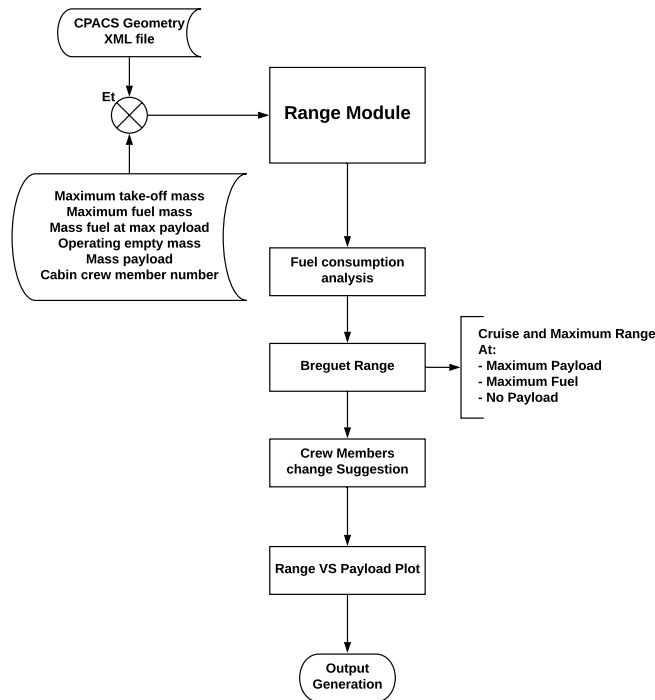 CPACS Geometry
XML file
Et
Range Module
Maximum take-off mass
Maximum fuel mass
Mass fuel at max payload
Operating empty mass
Mass payload
Cabin crew member number
Fuel consumption
analysis
Breguet Range
Cruise and Maximum Range
At:
- Maximum Payload
- Maximum Fuel
- No Payload
Crew Members
change Suggestion
Range VS Payload Plot
Output
Generation